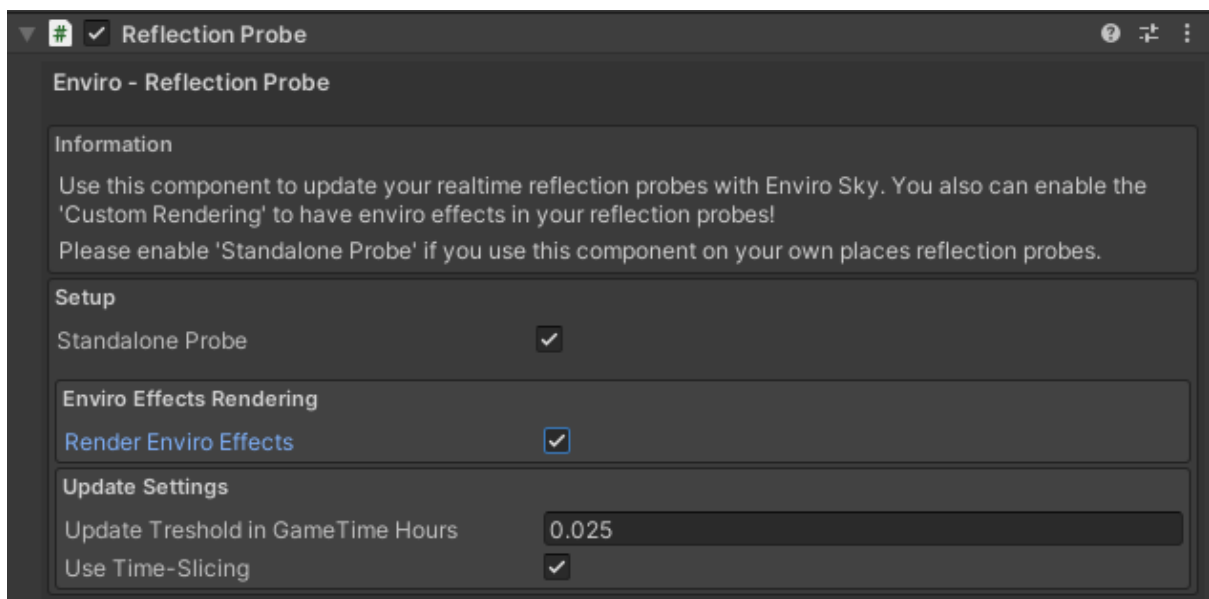 # Reflection Probe
Enviro - Reflection Probe
Information
Use this component to update your realtime reflection probes with Enviro Sky. You also can enable the
'Custom Rendering' to have enviro effects in your reflection probes!
Please enable 'Standalone Probe' if you use this component on your own places reflection probes.
Setup
Standalone Probe
Enviro Effects Rendering
Render Enviro Effects
Update Settings
Update Treshold in GameTime Hours 0.025
Use Time-Slicing